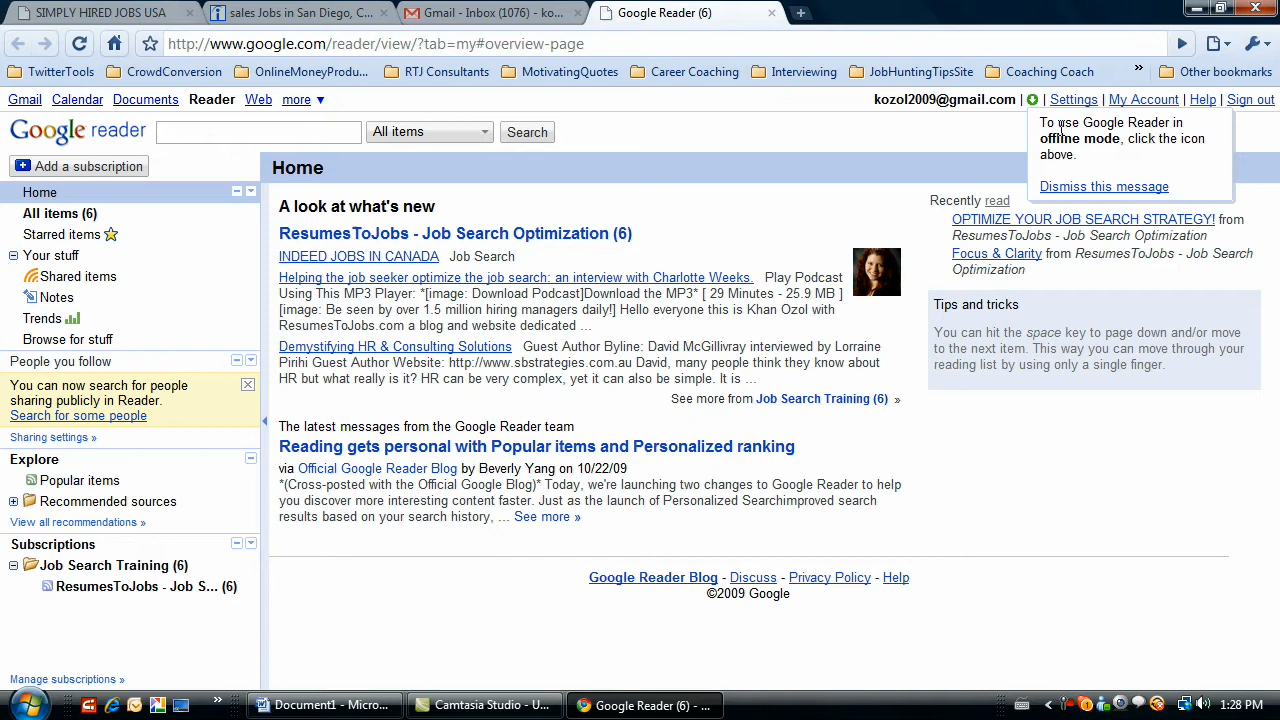 SIMPLY HIRED JOBS USA
sales Jobs in San Diego, C...
Gmail - Inbox (1076) - ko...
Google Reader (6)
http://www.google.com/reader/view/?tab=my#overview-page
TwitterTools CrowdConversion OnlineMoneyProdu... RTJ Consultants MotivatingQuotes Career Coaching Interviewing JobHuntingTipsSite Coaching Coach » Other bookmarks
Gmail Calendar Documents Reader Web more ▼
kozol2009@gmail.com | Settings | My Account | Help | Sign out
Google reader
All items
Search
To use Google Reader in
offline mode, click the icon
above.
Dismiss this message
Add a subscription
Home
All items (6)
Starred items
Your stuff
Shared items
Notes
Trends
Browse for stuff
People you follow
You can now search for people
sharing publicly in Reader.
Search for some people
Sharing settings »
Explore
Popular items
Recommended sources
View all recommendations »
Subscriptions
Job Search Training (6)
ResumesToJobs - Job S... (6)
Manage subscriptions »
Home
A look at what's new
ResumesToJobs - Job Search Optimization (6)
INDEED JOBS IN CANADA Job Search
Helping the job seeker optimize the job search: an interview with Charlotte Weeks. Play Podcast
Using This MP3 Player: *[image: Download Podcast]Download the MP3* [ 29 Minutes - 25.9 MB ]
[image: Be seen by over 1.5 million hiring managers daily!] Hello everyone this is Khan Ozol with
ResumesToJobs.com a blog and website dedicated ...
Demystifying HR & Consulting Solutions Guest Author Byline: David McGillivray interviewed by Lorraine
Pirihi Guest Author Website: http://www.sbstrategies.com.au David, many people think they know about
HR but what really is it? HR can be very complex, yet it can also be simple. It is ...
See more from Job Search Training (6) »
The latest messages from the Google Reader team
Reading gets personal with Popular items and Personalized ranking
via Official Google Reader Blog by Beverly Yang on 10/22/09
*(Cross-posted with the Official Google Blog)* Today, we're launching two changes to Google Reader to help
you discover more interesting content faster. Just as the launch of Personalized Searchimproved search
results based on your search history, ... See more »
Recently read
OPTIMIZE YOUR JOB SEARCH STRATEGY! from
ResumesToJobs - Job Search Optimization
Focus & Clarity from ResumesToJobs - Job Search
Optimization
Tips and tricks
You can hit the space key to page down and/or move
to the next item. This way you can move through your
reading list by using only a single finger.
Google Reader Blog - Discuss - Privacy Policy - Help
©2009 Google
Document1 - Micro...
Camtasia Studio - U...
Google Reader (6) - ...
1:28 PM